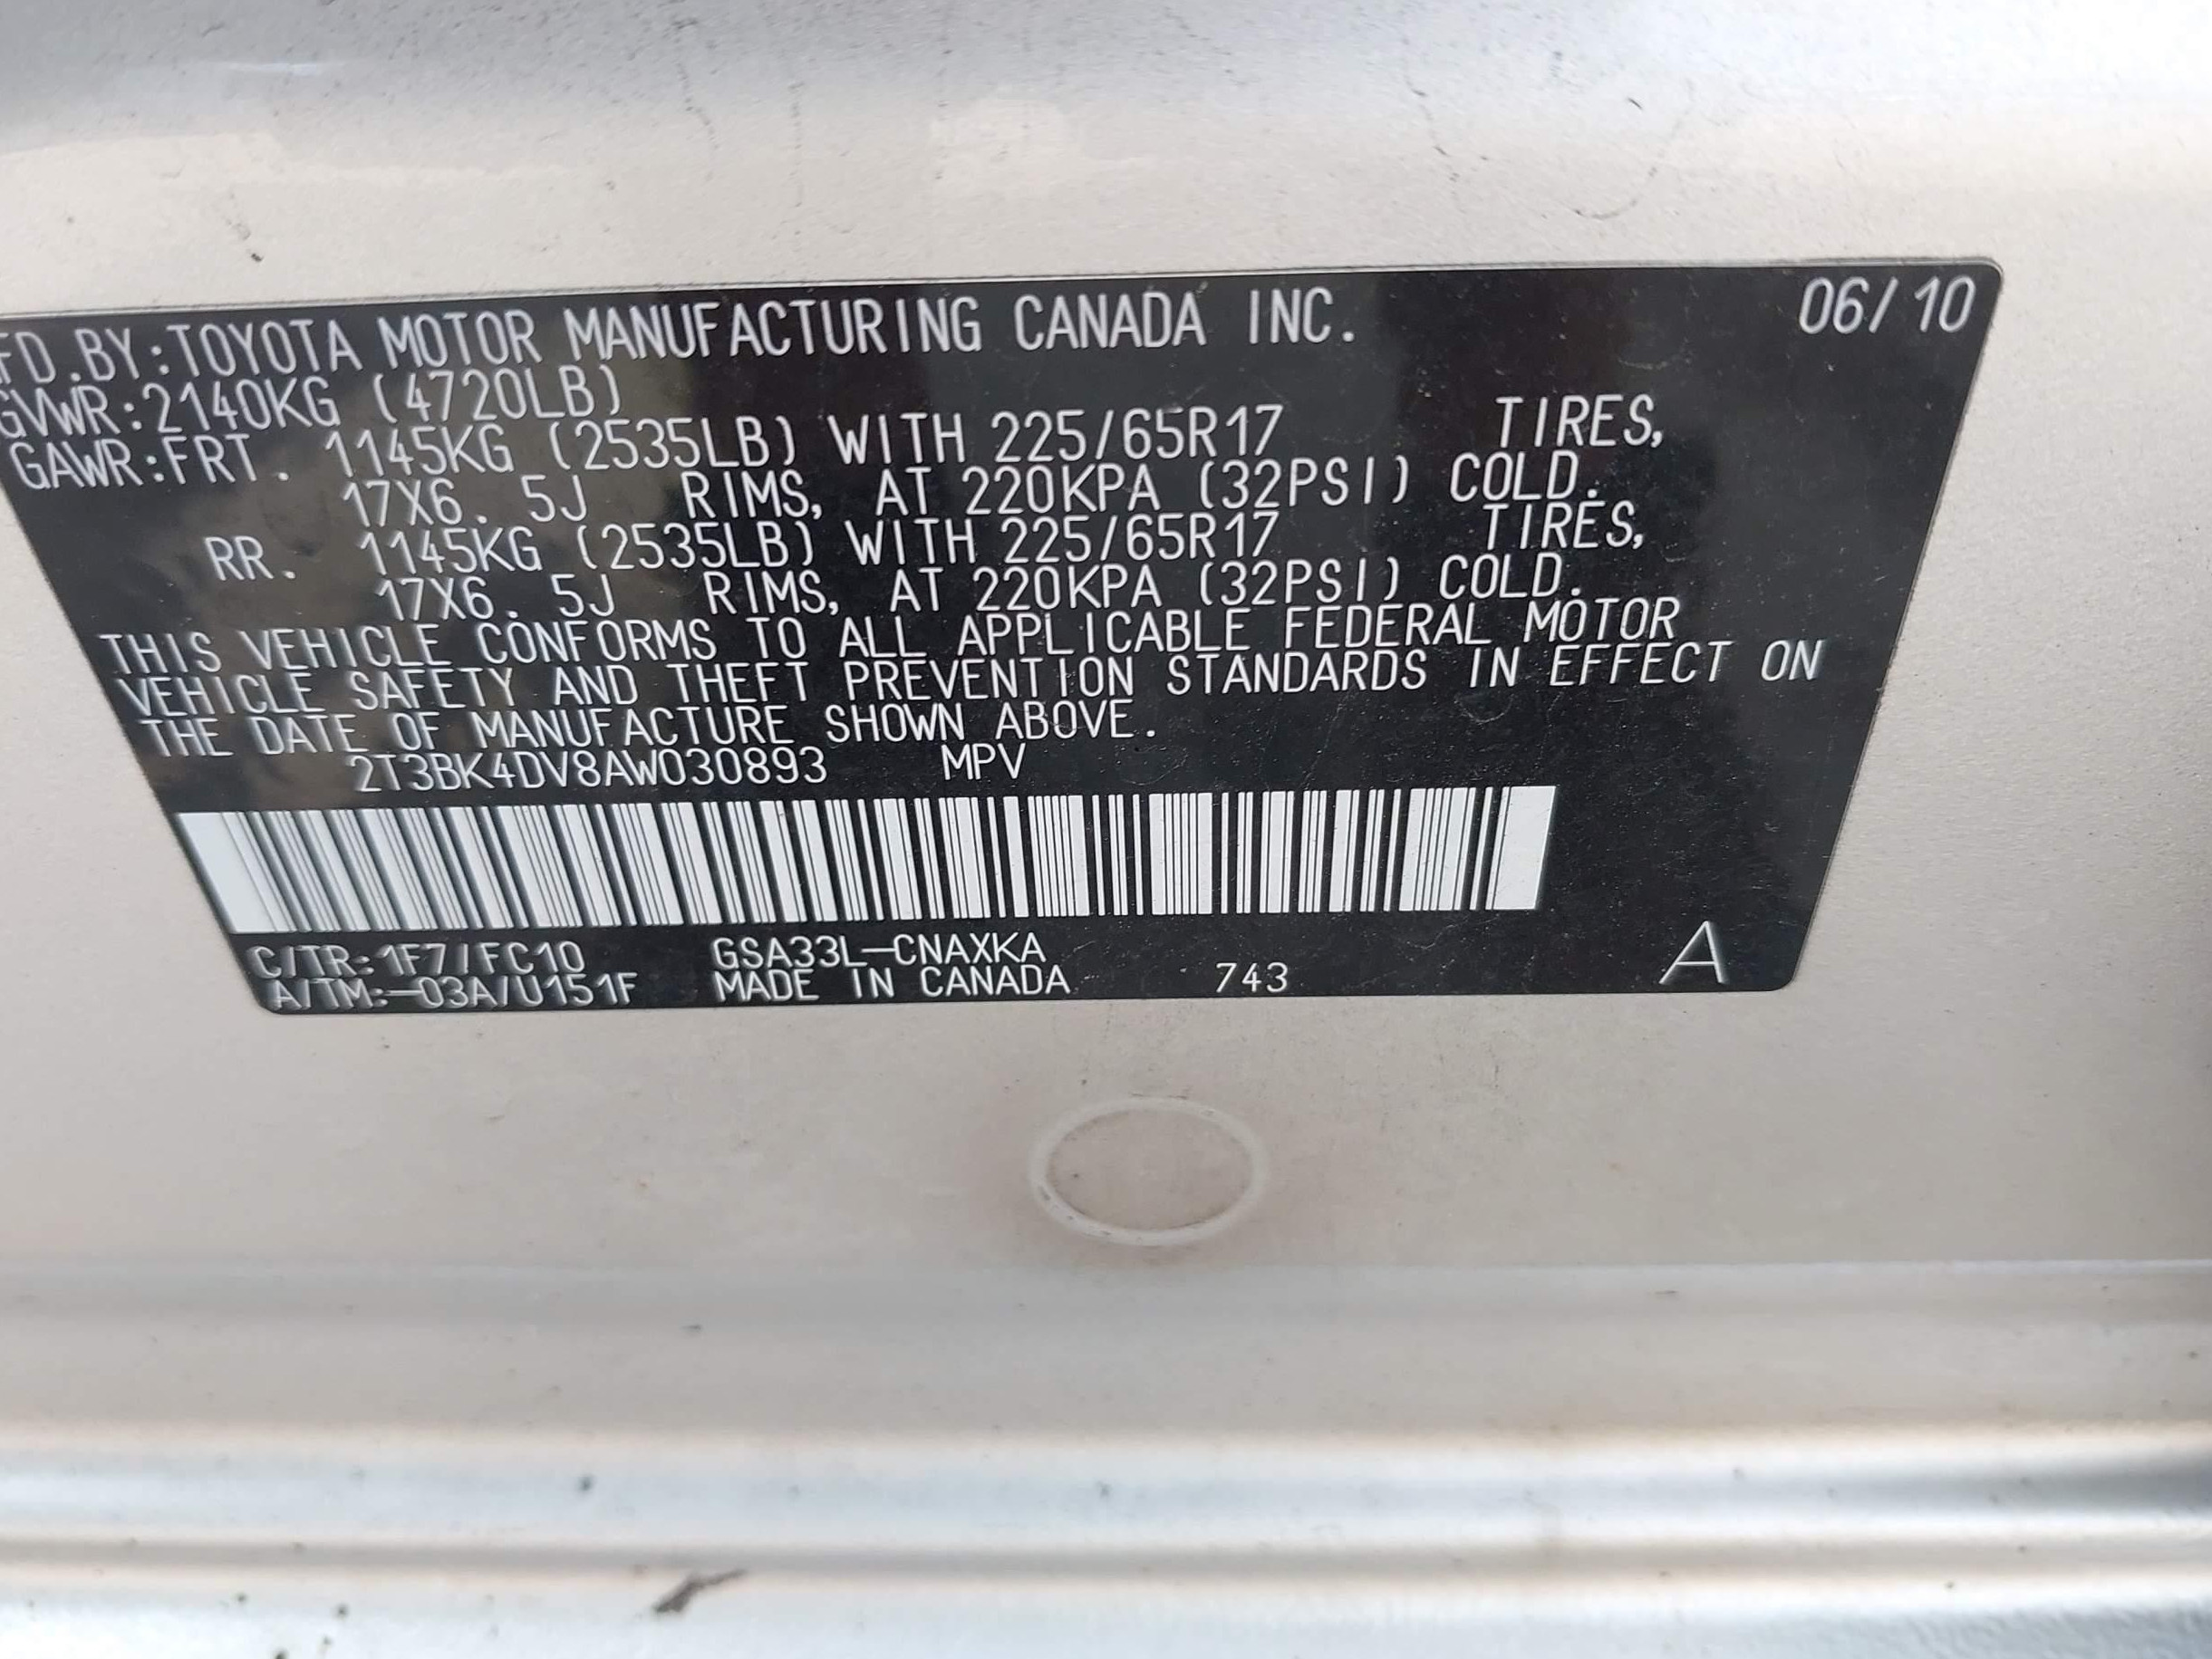 FD.BY:TOYOTA MOTOR MANUFACTURING CANADA INC. 06/10
GVWR:2140KG (4720LB)
GAWR:FRT. 1145KG (2535LB) WITH 225/65R17 TIRES,
17X6.5J RIMS, AT 220KPA (32PSI) COLD.
RR. 1145KG (2535LB) WITH 225/65R17 TIRES,
17X6.5J RIMS, AT 220KPA (32PSI) COLD.
THIS VEHICLE CONFORMS TO ALL APPLICABLE FEDERAL MOTOR
VEHICLE SAFETY AND THEFT PREVENTION STANDARDS IN EFFECT ON
THE DATE OF MANUFACTURE SHOWN ABOVE.
2T3BK4DV8AW030893 MPV
C/TR:1F7/FC10 GSA33L-CNAXKA
A/TM:-03A/U151F MADE IN CANADA 743 A